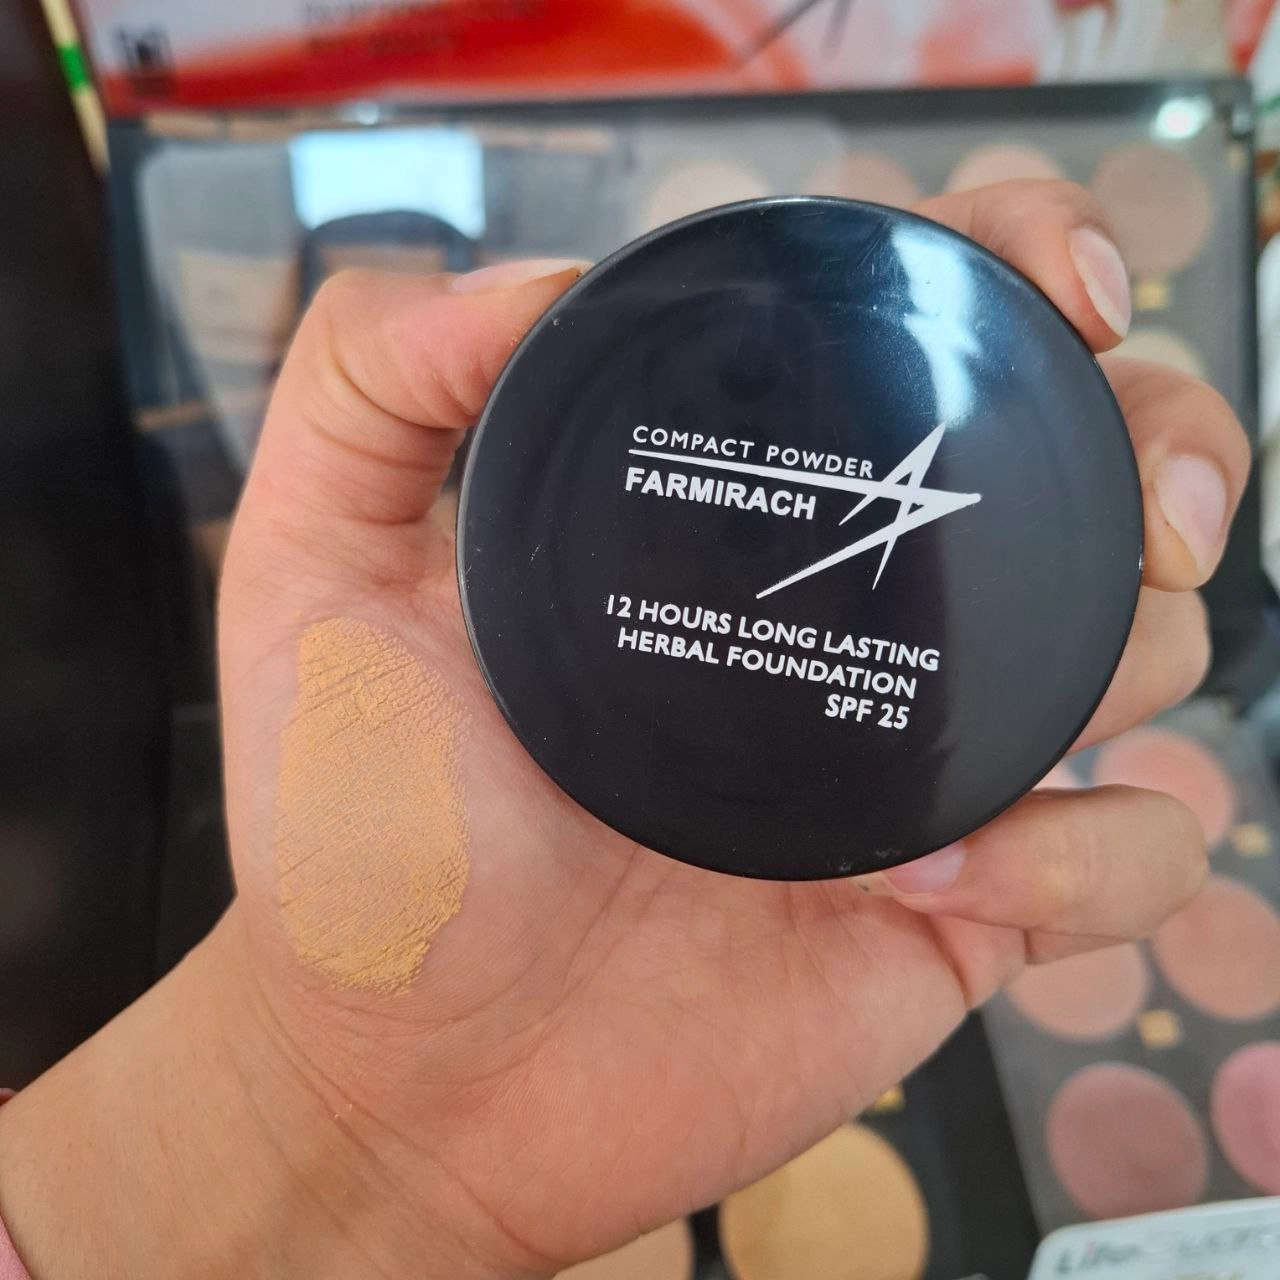 COMPACT POWDER
FARMIRACH
12 HOURS LONG LASTING
HERBAL FOUNDATION
SPF 25